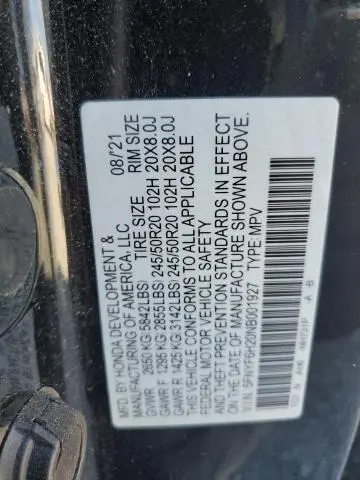 MFD. BY HONDA DEVELOPMENT & 08/21
MANUFACTURING OF AMERICA, LLC
TIRE SIZE RIM SIZE
GVWR 2650 KG (5842LBS)
GAWR F 1295 KG (2855LBS) 245/50R20 102H 20X8.0J
GAWR R 1425 KG (3142LBS) 245/50R20 102H 20X8.0J
THIS VEHICLE CONFORMS TO ALL APPLICABLE
FEDERAL MOTOR VEHICLE SAFETY
AND THEFT PREVENTION STANDARDS IN EFFECT
ON THE DATE OF MANUFACTURE SHOWN ABOVE.
V.I.N: 5FNYF6H20NB001927 TYPE: MPV
A -B